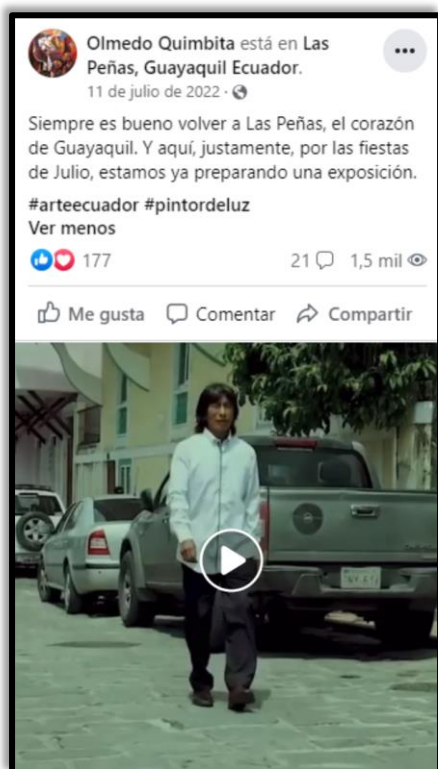 Olmedo Quimbita está en Las
Peñas, Guayaquil Ecuador.
11 de julio de 2022 ·
Siempre es bueno volver a Las Peñas, el corazón
de Guayaquil. Y aquí, justamente, por las fiestas
de Julio, estamos ya preparando una exposición.
#arteecuador #pintordeluz
Ver menos
177 21 1,5 mil
Me gusta Comentar Compartir